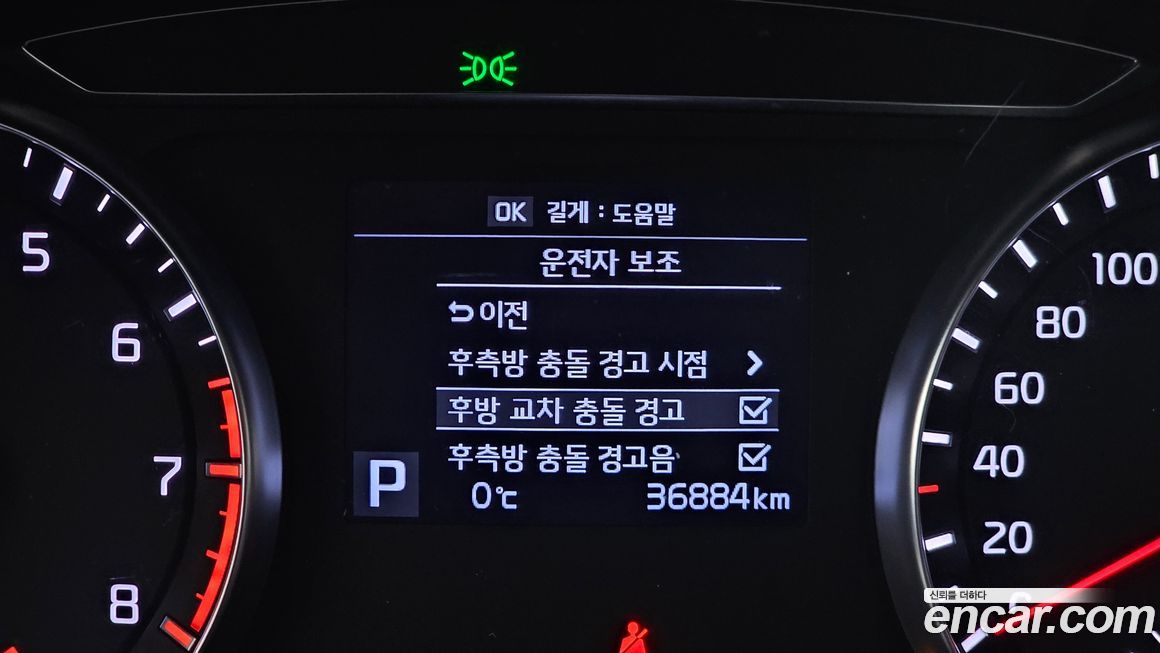 OK 길게 : 도움말
운전자 보조
이전
후측방 충돌 경고 시점
후방 교차 충돌 경고
후측방 충돌 경고음
P
0℃
36884km
5
6
7
8
100
80
60
40
20
신뢰를 더하다
encar.com